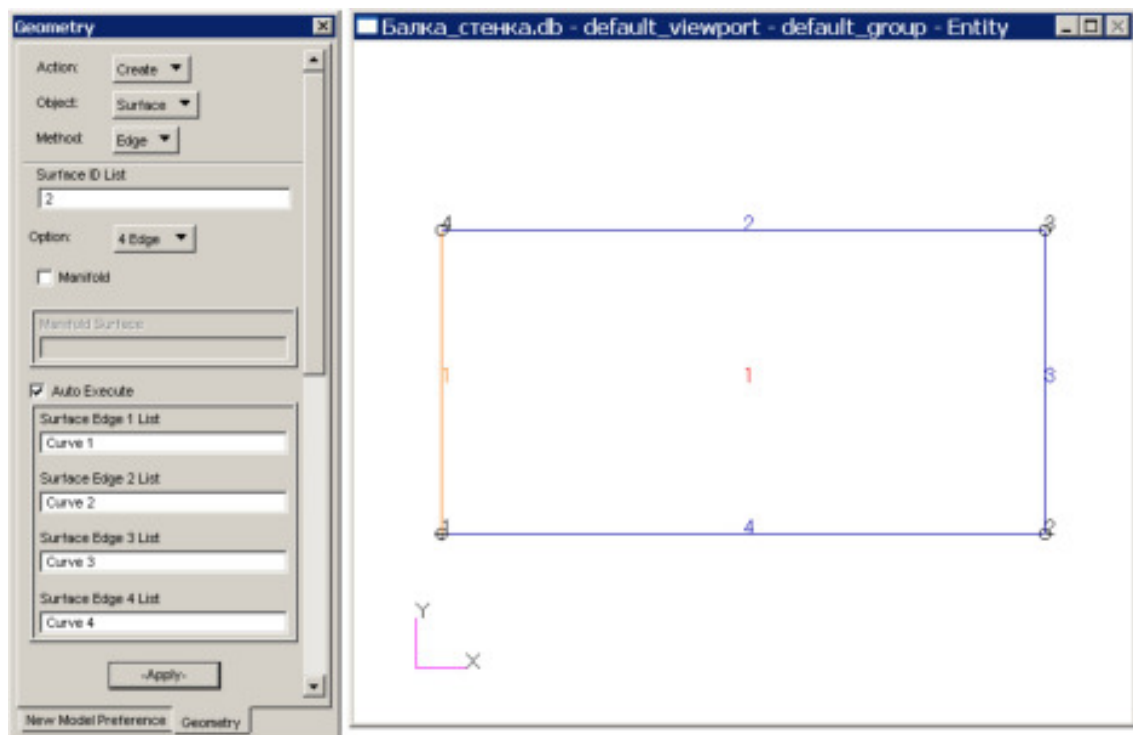 Geometry
Action: Create
Object: Surface
Method: Edge
Surface ID List
2
Option: 4 Edge
Manifold
Manifold Surface
Auto Execute
Surface Edge 1 List
Curve 1
Surface Edge 2 List
Curve 2
Surface Edge 3 List
Curve 3
Surface Edge 4 List
Curve 4
-Apply-
New Model Preference Geometry
Балка_стенка.db - default_viewport - default_group - Entity
4 2 3
1 1 3
1 4 2
Y
X